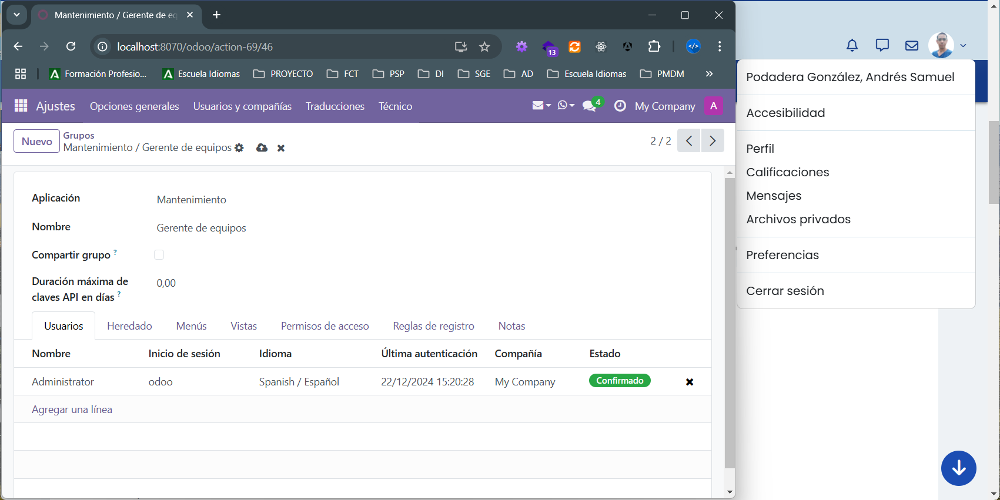 Mantenimiento / Gerente de eq
localhost:8070/odoo/action-69/46
13
Formación Profesio...
Escuela Idiomas
PROYECTO
FCT
PSP
DI
SGE
AD
Escuela Idiomas
PMDM
»
Ajustes
Opciones generales
Usuarios y compañías
Traducciones
Técnico
4
My Company
A
Nuevo
Grupos
Mantenimiento / Gerente de equipos
2 / 2
Aplicación
Mantenimiento
Nombre
Gerente de equipos
Compartir grupo ?
Duración máxima de
claves API en días ?
0,00
Usuarios
Heredado
Menús
Vistas
Permisos de acceso
Reglas de registro
Notas
Nombre
Inicio de sesión
Idioma
Última autenticación
Compañía
Estado
Administrator
odoo
Spanish / Español
22/12/2024 15:20:28
My Company
Confirmado
Agregar una línea
Podadera González, Andrés Samuel
Accesibilidad
Perfil
Calificaciones
Mensajes
Archivos privados
Preferencias
Cerrar sesión